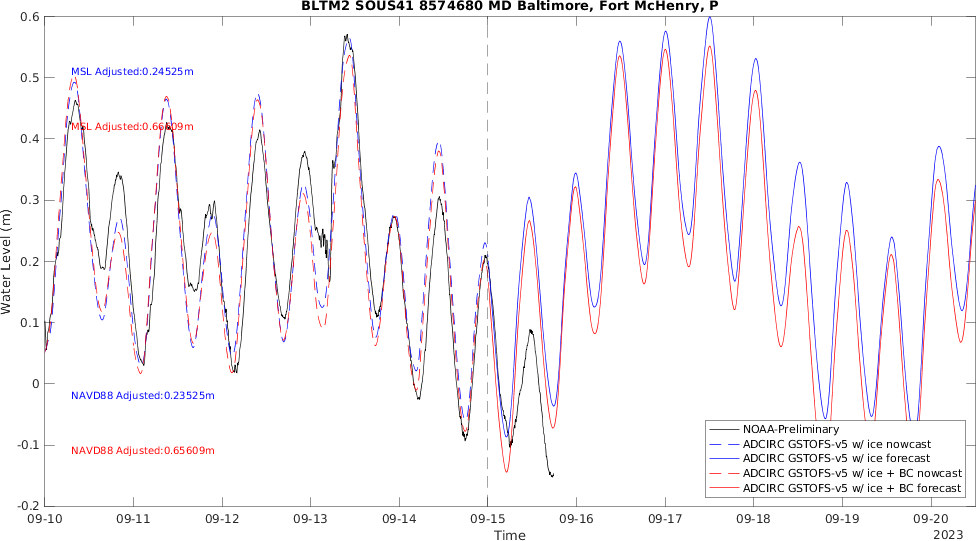 BLTM2 SOUS41 8574680 MD Baltimore, Fort McHenry, P
0.6
0.5
0.4
0.3
0.2
0.1
0
-0.1
-0.2
Water Level (m)
MSL Adjusted:0.24525m
MSL Adjusted:0.66609m
NAVD88 Adjusted:0.23525m
NAVD88 Adjusted:0.65609m
NOAA-Preliminary
ADCIRC GSTOFS-v5 w/ ice nowcast
ADCIRC GSTOFS-v5 w/ ice forecast
ADCIRC GSTOFS-v5 w/ ice + BC nowcast
ADCIRC GSTOFS-v5 w/ ice + BC forecast
09-10 09-11 09-12 09-13 09-14 09-15 09-16 09-17 09-18 09-19 09-20
Time
2023